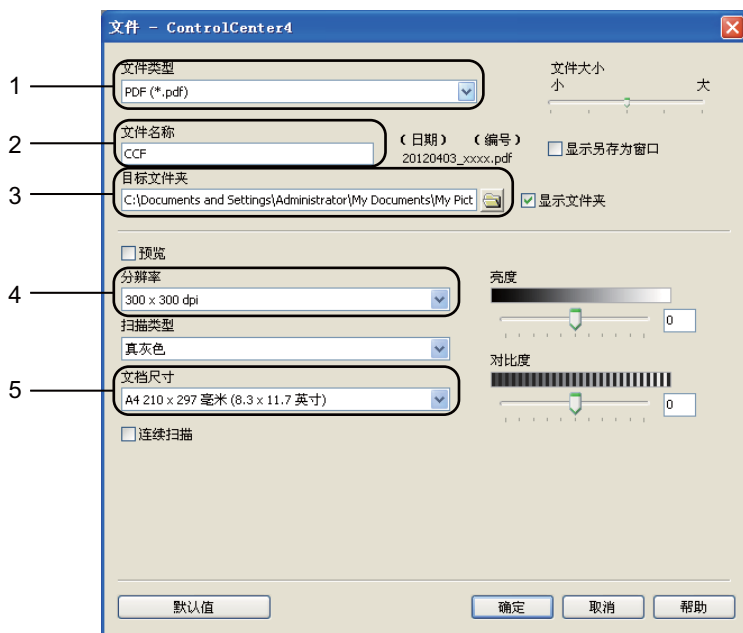 文件 - ControlCenter4
1
文件类型
PDF (*.pdf)
文件大小
小 大
2
文件名称
CCF
(日期) (编号)
20120403_xxxx.pdf
显示另存为窗口
3
目标文件夹
C:\Documents and Settings\Administrator\My Documents\My Pict
显示文件夹
预览
4
分辨率
300 x 300 dpi
亮度
0
扫描类型
真灰色
对比度
0
5
文档尺寸
A4 210 x 297 毫米 (8.3 x 11.7 英寸)
连续扫描
默认值 确定 取消 帮助